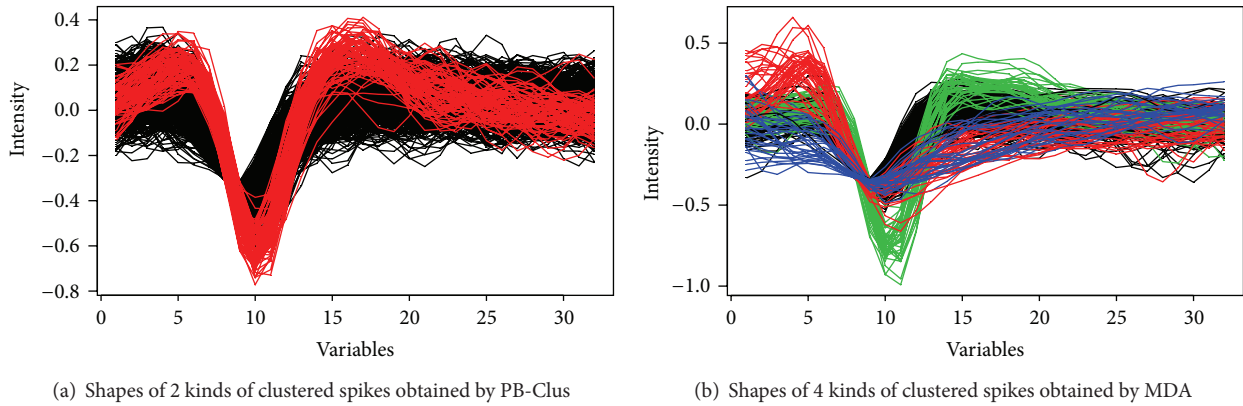 0.4
0.2
0.0
−0.2
−0.4
−0.6
−0.8
Intensity
0 5 10 15 20 25 30
Variables
(a) Shapes of 2 kinds of clustered spikes obtained by PB-Clus
0.5
0.0
−0.5
−1.0
Intensity
0 5 10 15 20 25 30
Variables
(b) Shapes of 4 kinds of clustered spikes obtained by MDA